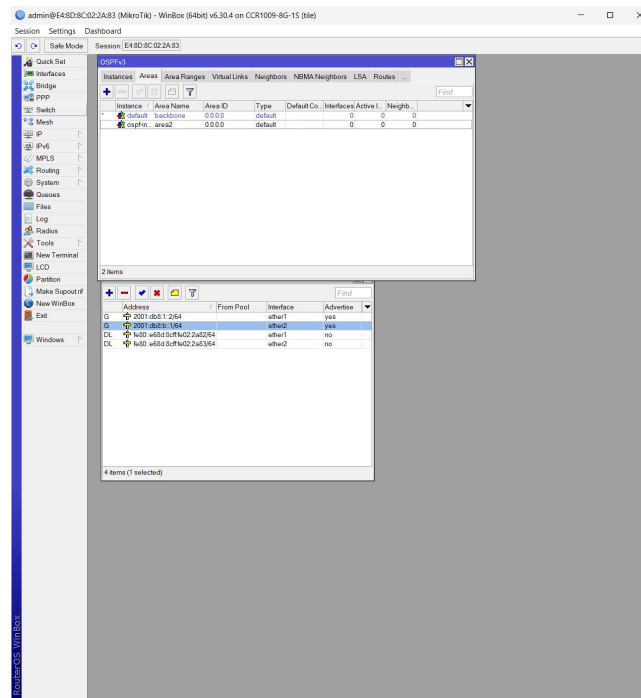 admin@E4:8D:8C:02:2A:83 (MikroTik) - WinBox (64bit) v6.30.4 on CCR1009-8G-1S (tile)
Session Settings Dashboard
Safe Mode Session: E4:8D:8C:02:2A:83
Quick Set
Interfaces
Bridge
PPP
Switch
Mesh
IP
IPv6
MPLS
Routing
System
Queues
Files
Log
Radius
Tools
New Terminal
LCD
Partition
Make Supout.rif
New WinBox
Exit
Windows
RouterOS WinBox
OSPFv3
Instances Areas Area Ranges Virtual Links Neighbors NBMA Neighbors LSA Routes ...
Find
Instance Area Name Area ID Type Default Co... Interfaces Active I... Neighb...
* default backbone 0.0.0.0 default 0 0 0
ospf-in... area2 0.0.0.0 default 0 0 0
2 items
Find
Address From Pool Interface Advertise
G 2001:db8:1::2/64 ether1 yes
G 2001:db8:b::1/64 ether2 yes
DL fe80::e68d:8cff:fe02:2a82/64 ether1 no
DL fe80::e68d:8cff:fe02:2a83/64 ether2 no
4 items (1 selected)